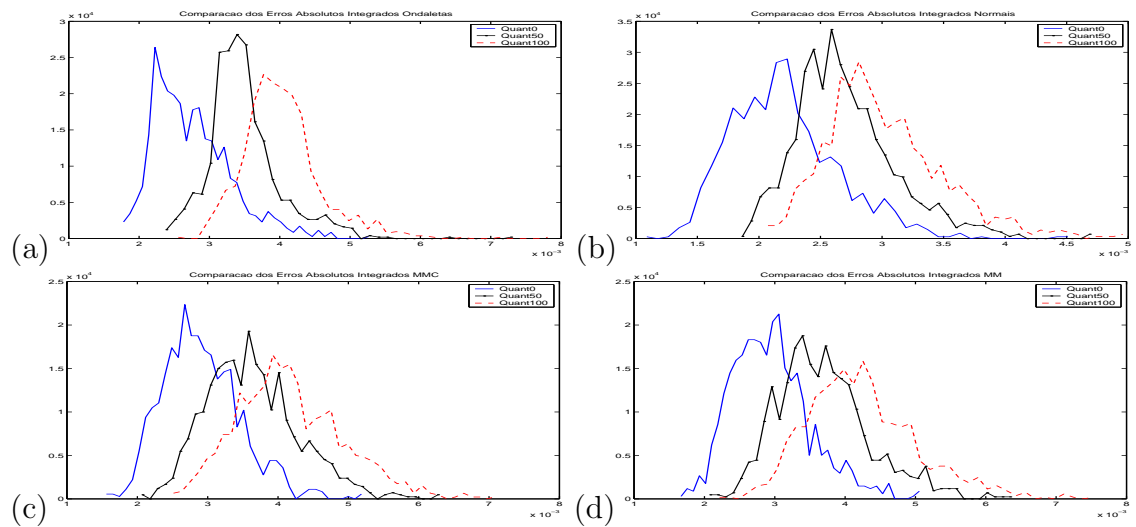 Comparacao dos Erros Absolutos Integrados Ondaletas
x 10⁴
3
2.5
2
1.5
1
0.5
0
1 2 3 4 5 6 7 8
x 10⁻³
Quant0
Quant50
Quant100
(a)
Comparacao dos Erros Absolutos Integrados Normais
x 10⁴
3.5
3
2.5
2
1.5
1
0.5
0
1 1.5 2 2.5 3 3.5 4 4.5 5
x 10⁻³
Quant0
Quant50
Quant100
(b)
Comparacao dos Erros Absolutos Integrados MMC
x 10⁴
2.5
2
1.5
1
0.5
0
1 2 3 4 5 6 7 8
x 10⁻³
Quant0
Quant50
Quant100
(c)
Comparacao dos Erros Absolutos Integrados MM
x 10⁴
2.5
2
1.5
1
0.5
0
1 2 3 4 5 6 7 8
x 10⁻³
Quant0
Quant50
Quant100
(d)